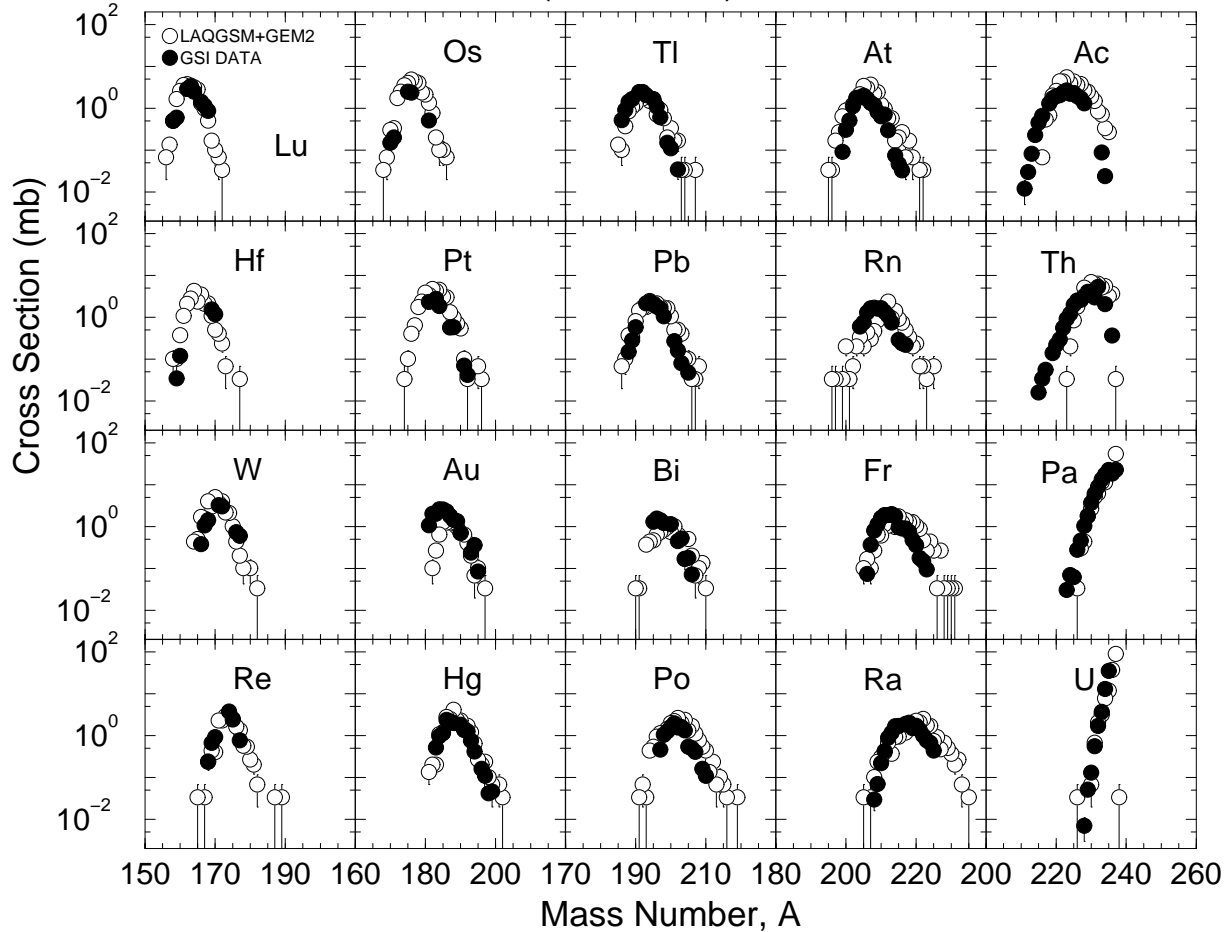 LAQGSM+GEM2
GSI DATA
Lu
Os
Tl
At
Ac
Hf
Pt
Pb
Rn
Th
W
Au
Bi
Fr
Pa
Re
Hg
Po
Ra
U
10^2
10^0
10^-2
10^2
10^0
10^-2
10^2
10^0
10^-2
10^2
10^0
10^-2
Cross Section (mb)
150 170 190 160 180 200 170 190 210 180 200 220 200 220 240 260
Mass Number, A